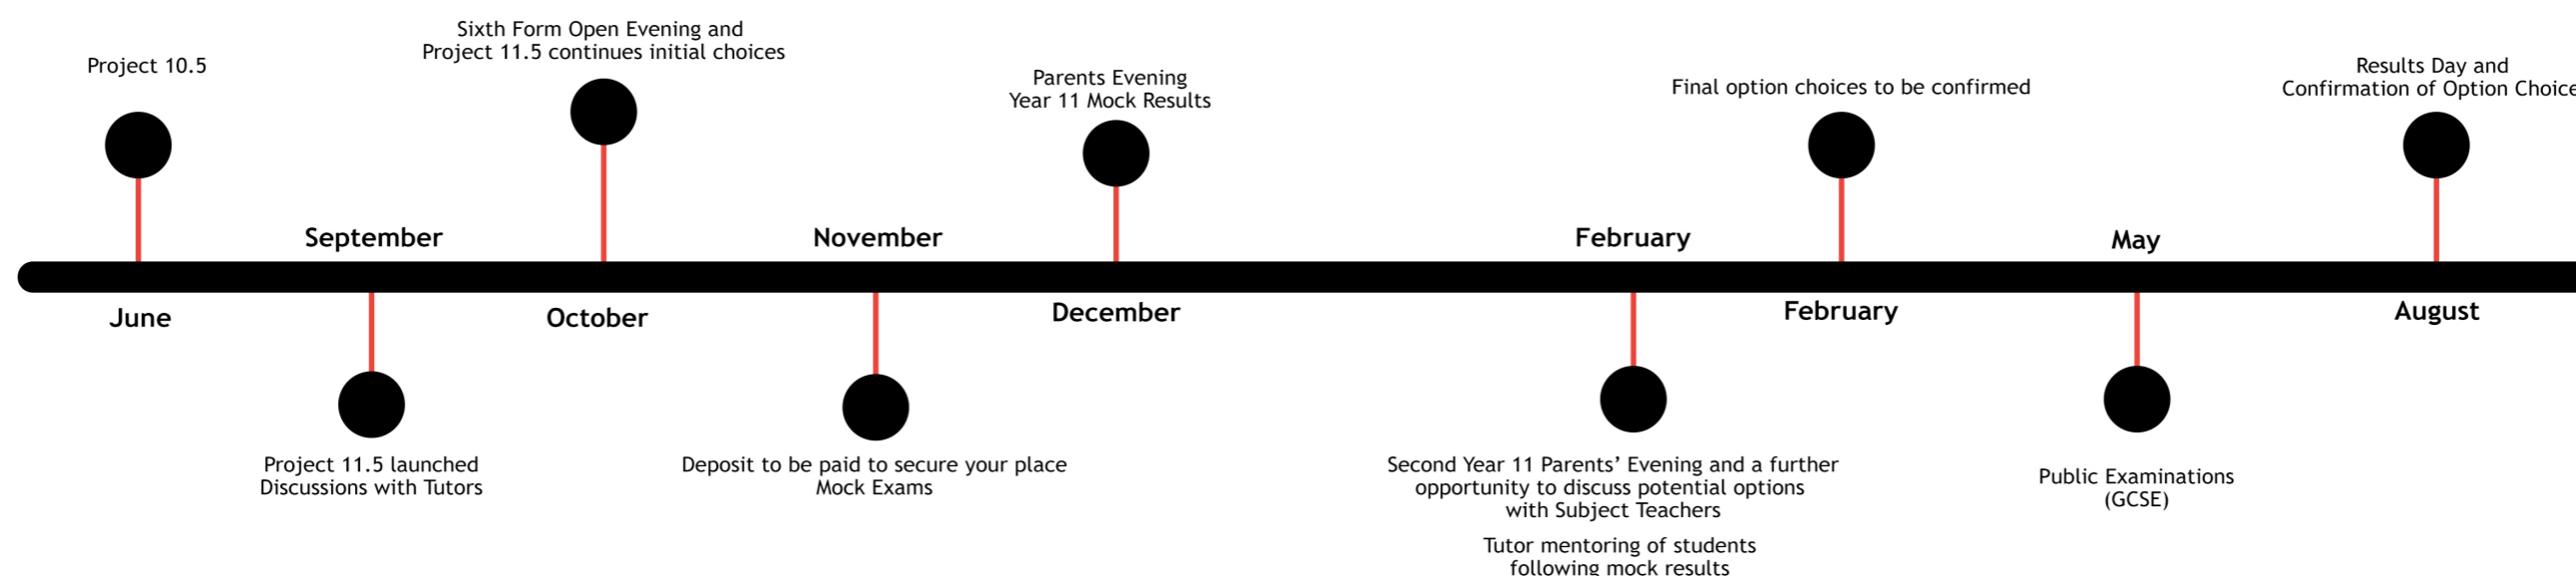 Project 10.5
June
September
Project 11.5 launched
Discussions with Tutors
Sixth Form Open Evening and
Project 11.5 continues initial choices
October
November
Deposit to be paid to secure your place
Mock Exams
Parents Evening
Year 11 Mock Results
December
February
Second Year 11 Parents’ Evening and a further
opportunity to discuss potential options
with Subject Teachers
Tutor mentoring of students
following mock results
Final option choices to be confirmed
February
May
Public Examinations
(GCSE)
Results Day and
Confirmation of Option Choice
August